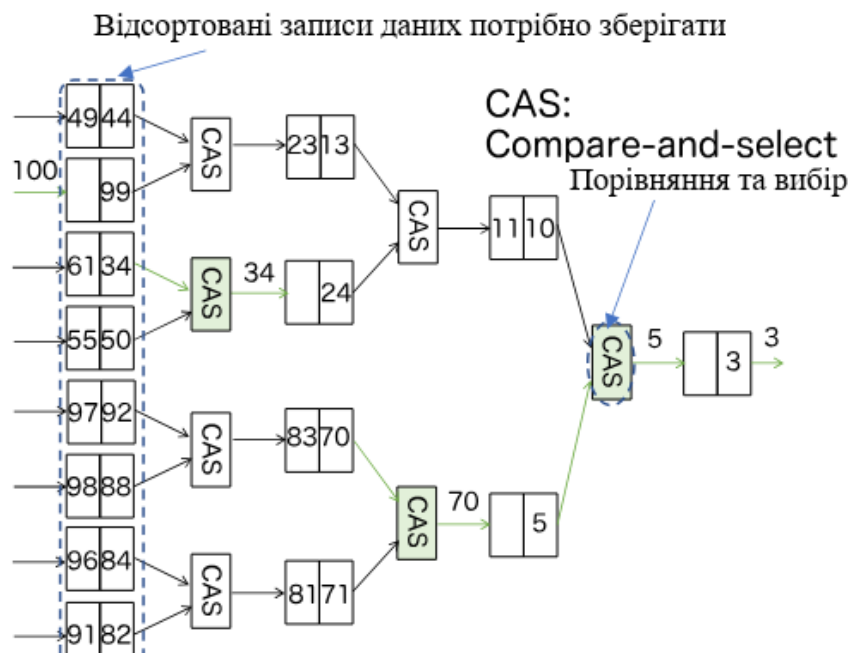 Відсортовані записи даних потрібно зберігати
CAS:
Compare-and-select
Порівняння та вибір
49 44
CAS
23 13
100
99
CAS
11 10
61 34
CAS
34
24
55 50
CAS
5
3
3
97 92
CAS
83 70
98 88
CAS
70
5
96 84
CAS
81 71
91 82